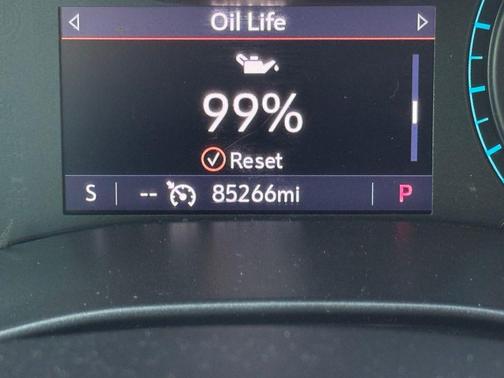 Oil Life
99%
Reset
S -- 85266mi P